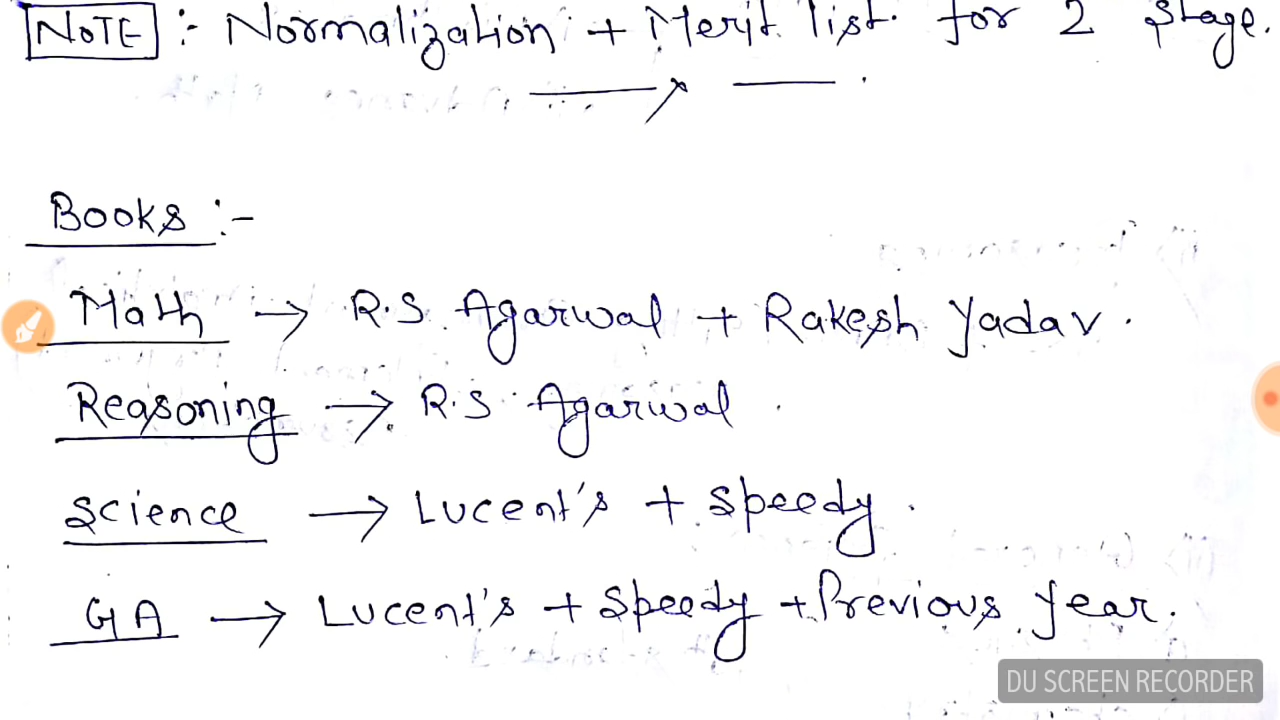 NOTE :- Normalization + Merit list for 2 stage.
Books :-
Math → R.S Agarwal + Rakesh Yadav.
Reasoning → R.S Agarwal.
Science → Lucent's + Speedy.
GA → Lucent's + Speedy + Previous year.
DU SCREEN RECORDER